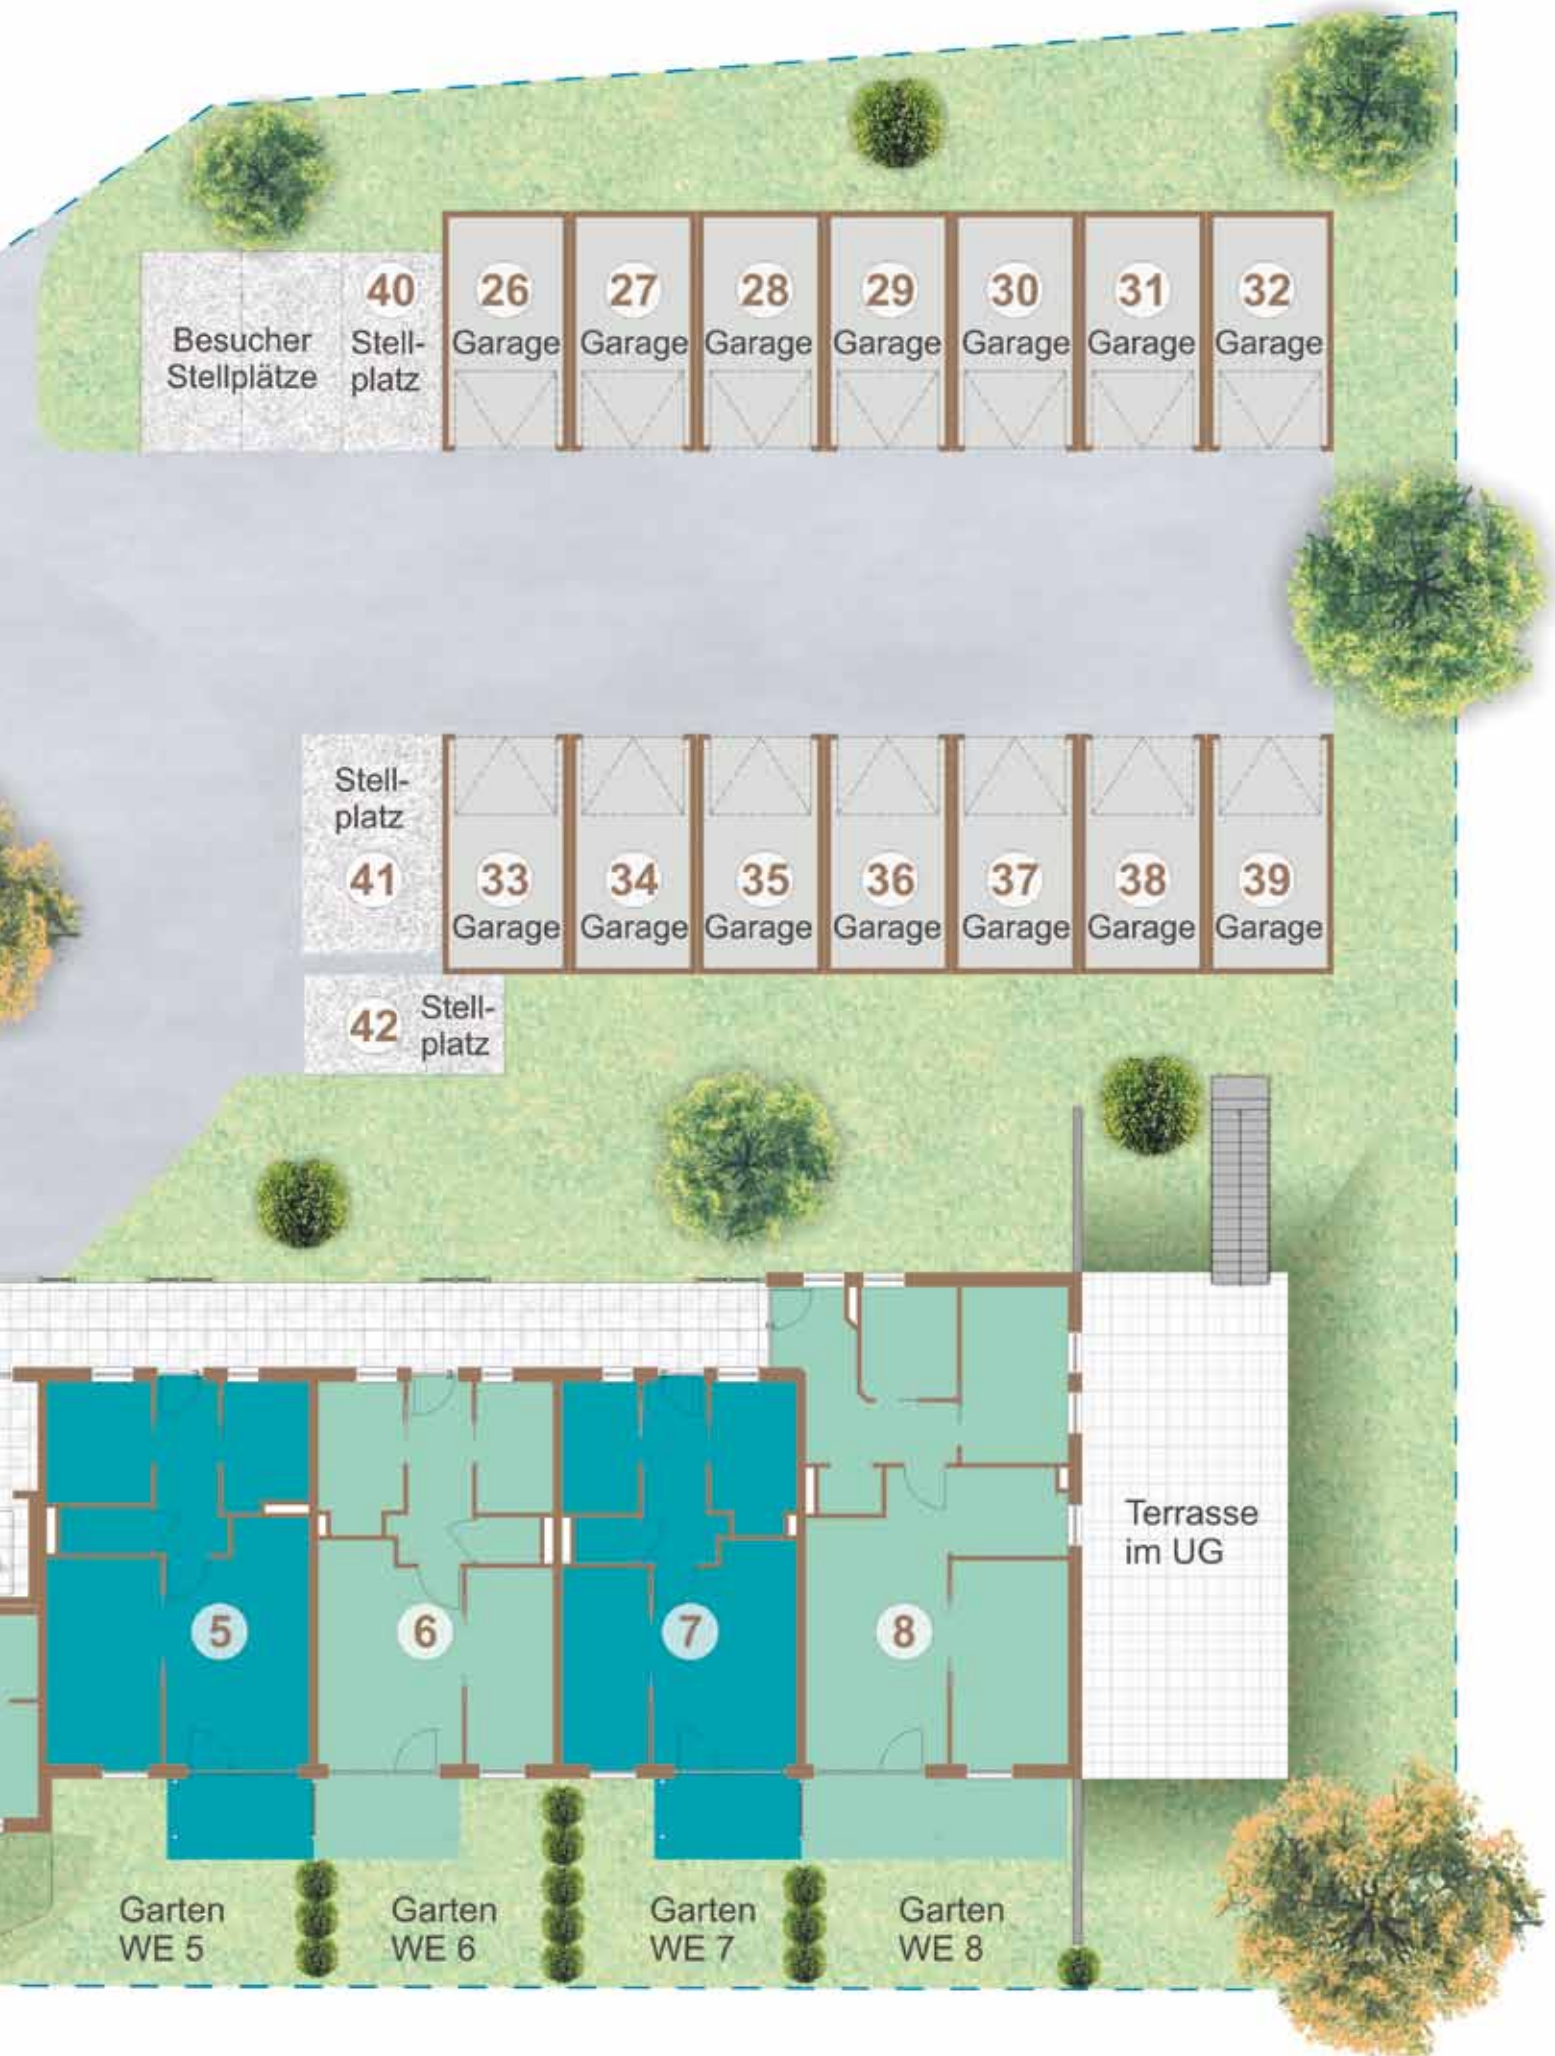 40
26
27
28
29
30
31
32
Besucher
Stellplätze
Stell-
platz
Garage
Garage
Garage
Garage
Garage
Garage
Garage
Stell-
platz
41
33
34
35
36
37
38
39
Garage
Garage
Garage
Garage
Garage
Garage
Garage
42
Stell-
platz
Terrasse
im UG
5
6
7
8
Garten
WE 5
Garten
WE 6
Garten
WE 7
Garten
WE 8